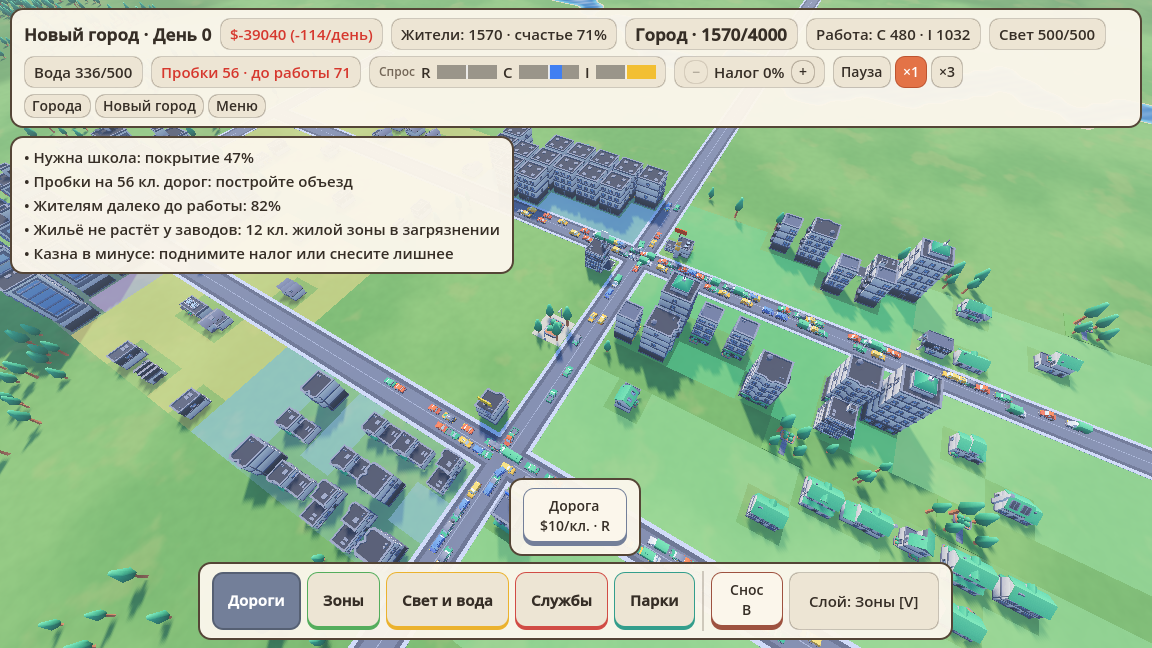 Новый город · День 0
$-39040 (-114/день)
Жители: 1570 · счастье 71%
Город · 1570/4000
Работа: C 480 · I 1032
Свет 500/500
Вода 336/500
Пробки 56 · до работы 71
Спрос R C I
− Налог 0% +
Пауза
×1
×3
Города
Новый город
Меню
• Нужна школа: покрытие 47%
• Пробки на 56 кл. дорог: постройте объезд
• Жителям далеко до работы: 82%
• Жильё не растёт у заводов: 12 кл. жилой зоны в загрязнении
• Казна в минусе: поднимите налог или снесите лишнее
Дорога
$10/кл. · R
Дороги
Зоны
Свет и вода
Службы
Парки
Снос
B
Слой: Зоны [V]